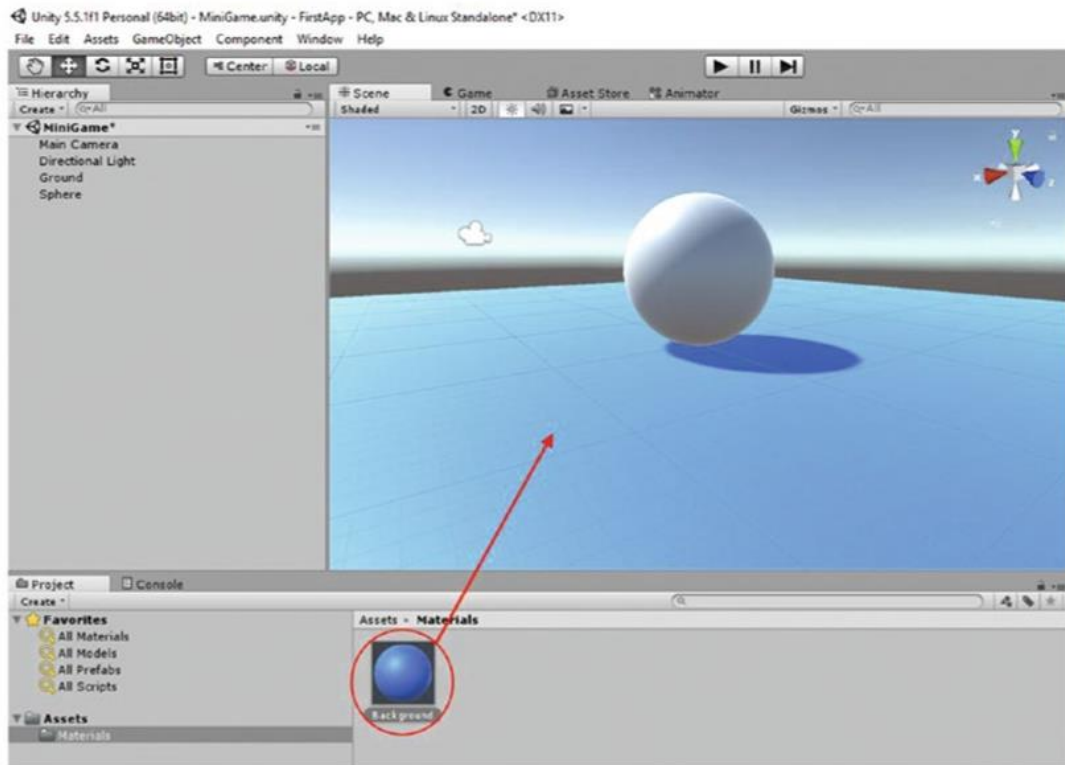 Unity 5.5.1f1 Personal (64bit) - MiniGame.unity - FirstApp - PC, Mac & Linux Standalone* <DX11>
File Edit Assets GameObject Component Window Help
Center Local
Hierarchy
Create All
MiniGame*
Main Camera
Directional Light
Ground
Sphere
Scene Game Asset Store Animator
Shaded 2D Gizmos All
y
x z
Project Console
Create
Favorites
All Materials
All Models
All Prefabs
All Scripts
Assets
Materials
Assets Materials
Background